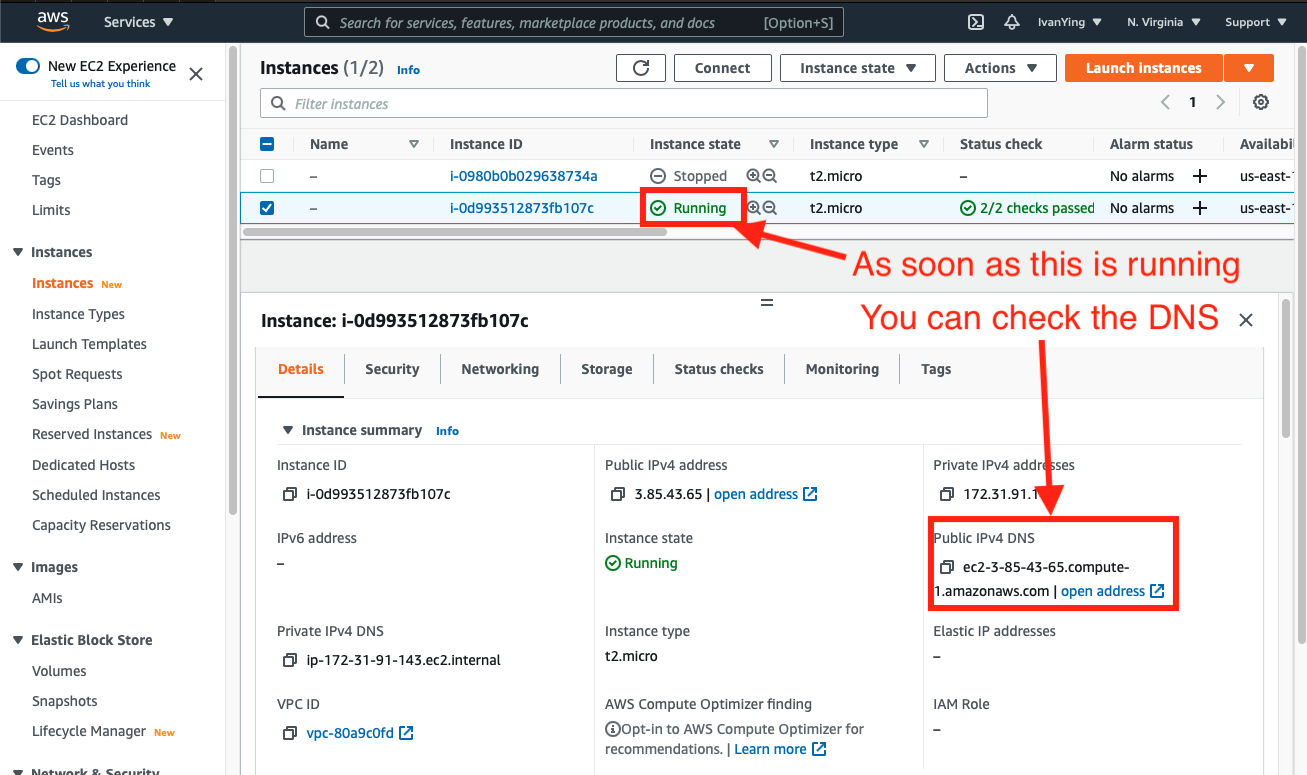 aws Services Search for services, features, marketplace products, and docs [Option+S] IvanYing N. Virginia Support
New EC2 Experience
Tell us what you think
EC2 Dashboard
Events
Tags
Limits
Instances
Instances New
Instance Types
Launch Templates
Spot Requests
Savings Plans
Reserved Instances New
Dedicated Hosts
Scheduled Instances
Capacity Reservations
Images
AMIs
Elastic Block Store
Volumes
Snapshots
Lifecycle Manager New
Network & Security
Instances (1/2) Info Connect Instance state Actions Launch instances
Filter instances 1
Name Instance ID Instance state Instance type Status check Alarm status Availabi
– i-0980b0b029638734a Stopped t2.micro – No alarms + us-east-1
– i-0d993512873fb107c Running t2.micro 2/2 checks passed No alarms + us-east-1
As soon as this is running
You can check the DNS
Instance: i-0d993512873fb107c
Details Security Networking Storage Status checks Monitoring Tags
Instance summary Info
Instance ID
i-0d993512873fb107c
Public IPv4 address
3.85.43.65 | open address
Private IPv4 addresses
172.31.91.1
IPv6 address
–
Instance state
Running
Public IPv4 DNS
ec2-3-85-43-65.compute-
1.amazonaws.com | open address
Private IPv4 DNS
ip-172-31-91-143.ec2.internal
Instance type
t2.micro
Elastic IP addresses
–
VPC ID
vpc-80a9c0fd
AWS Compute Optimizer finding
Opt-in to AWS Compute Optimizer for
recommendations. | Learn more
IAM Role
–